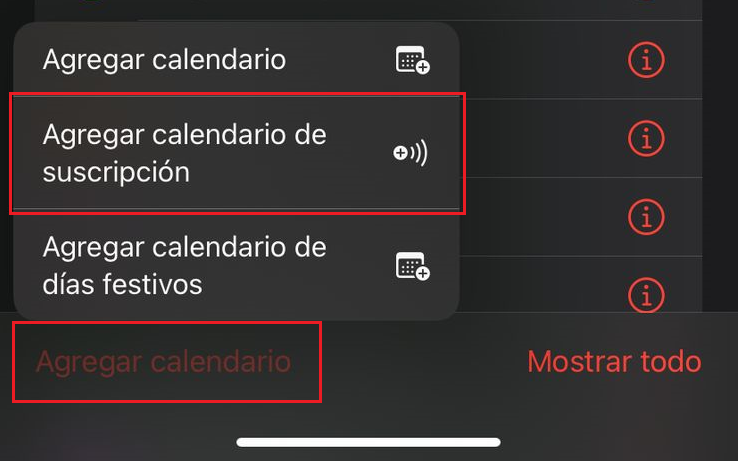 Agregar calendario
Agregar calendario de
suscripción
Agregar calendario de
días festivos
Agregar calendario
Mostrar todo